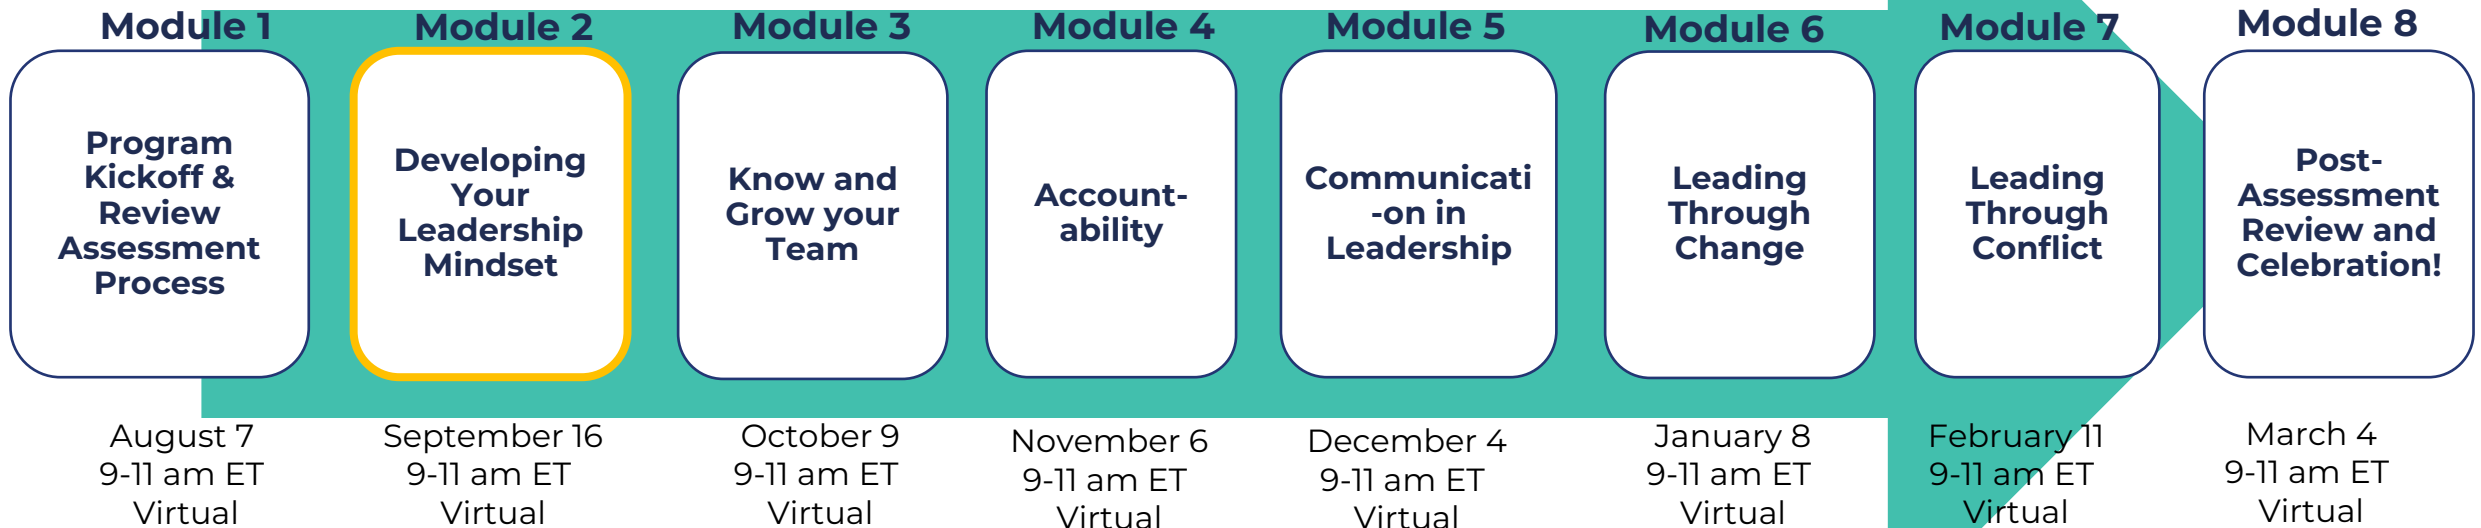 Module 1
Program
Kickoff &
Review
Assessment
Process
August 7
9-11 am ET
Virtual
Module 2
Developing
Your
Leadership
Mindset
September 16
9-11 am ET
Virtual
Module 3
Know and
Grow your
Team
October 9
9-11 am ET
Virtual
Module 4
Account-
ability
November 6
9-11 am ET
Virtual
Module 5
Communicati
-on in
Leadership
December 4
9-11 am ET
Virtual
Module 6
Leading
Through
Change
January 8
9-11 am ET
Virtual
Module 7
Leading
Through
Conflict
February 11
9-11 am ET
Virtual
Module 8
Post-
Assessment
Review and
Celebration!
March 4
9-11 am ET
Virtual